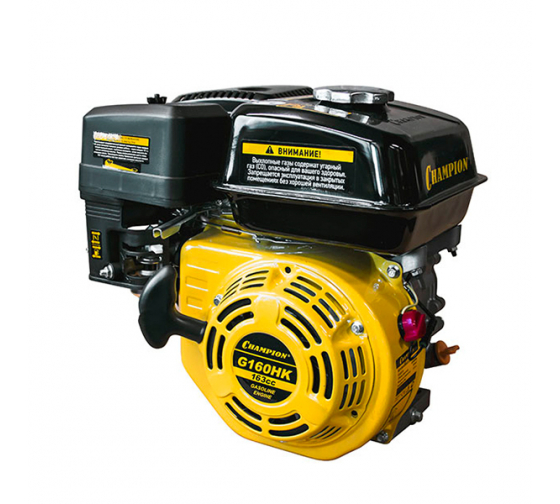 ВНИМАНИЕ!
Выхлопные газы содержат угарный
газ (CO), опасный для вашего здоровья.
Запрещается эксплуатация в закрытых
помещениях без хорошей вентиляции.
CHAMPION
CHAMPION
CHAMPION
G160HK
163cc
GASOLINE
ENGINE